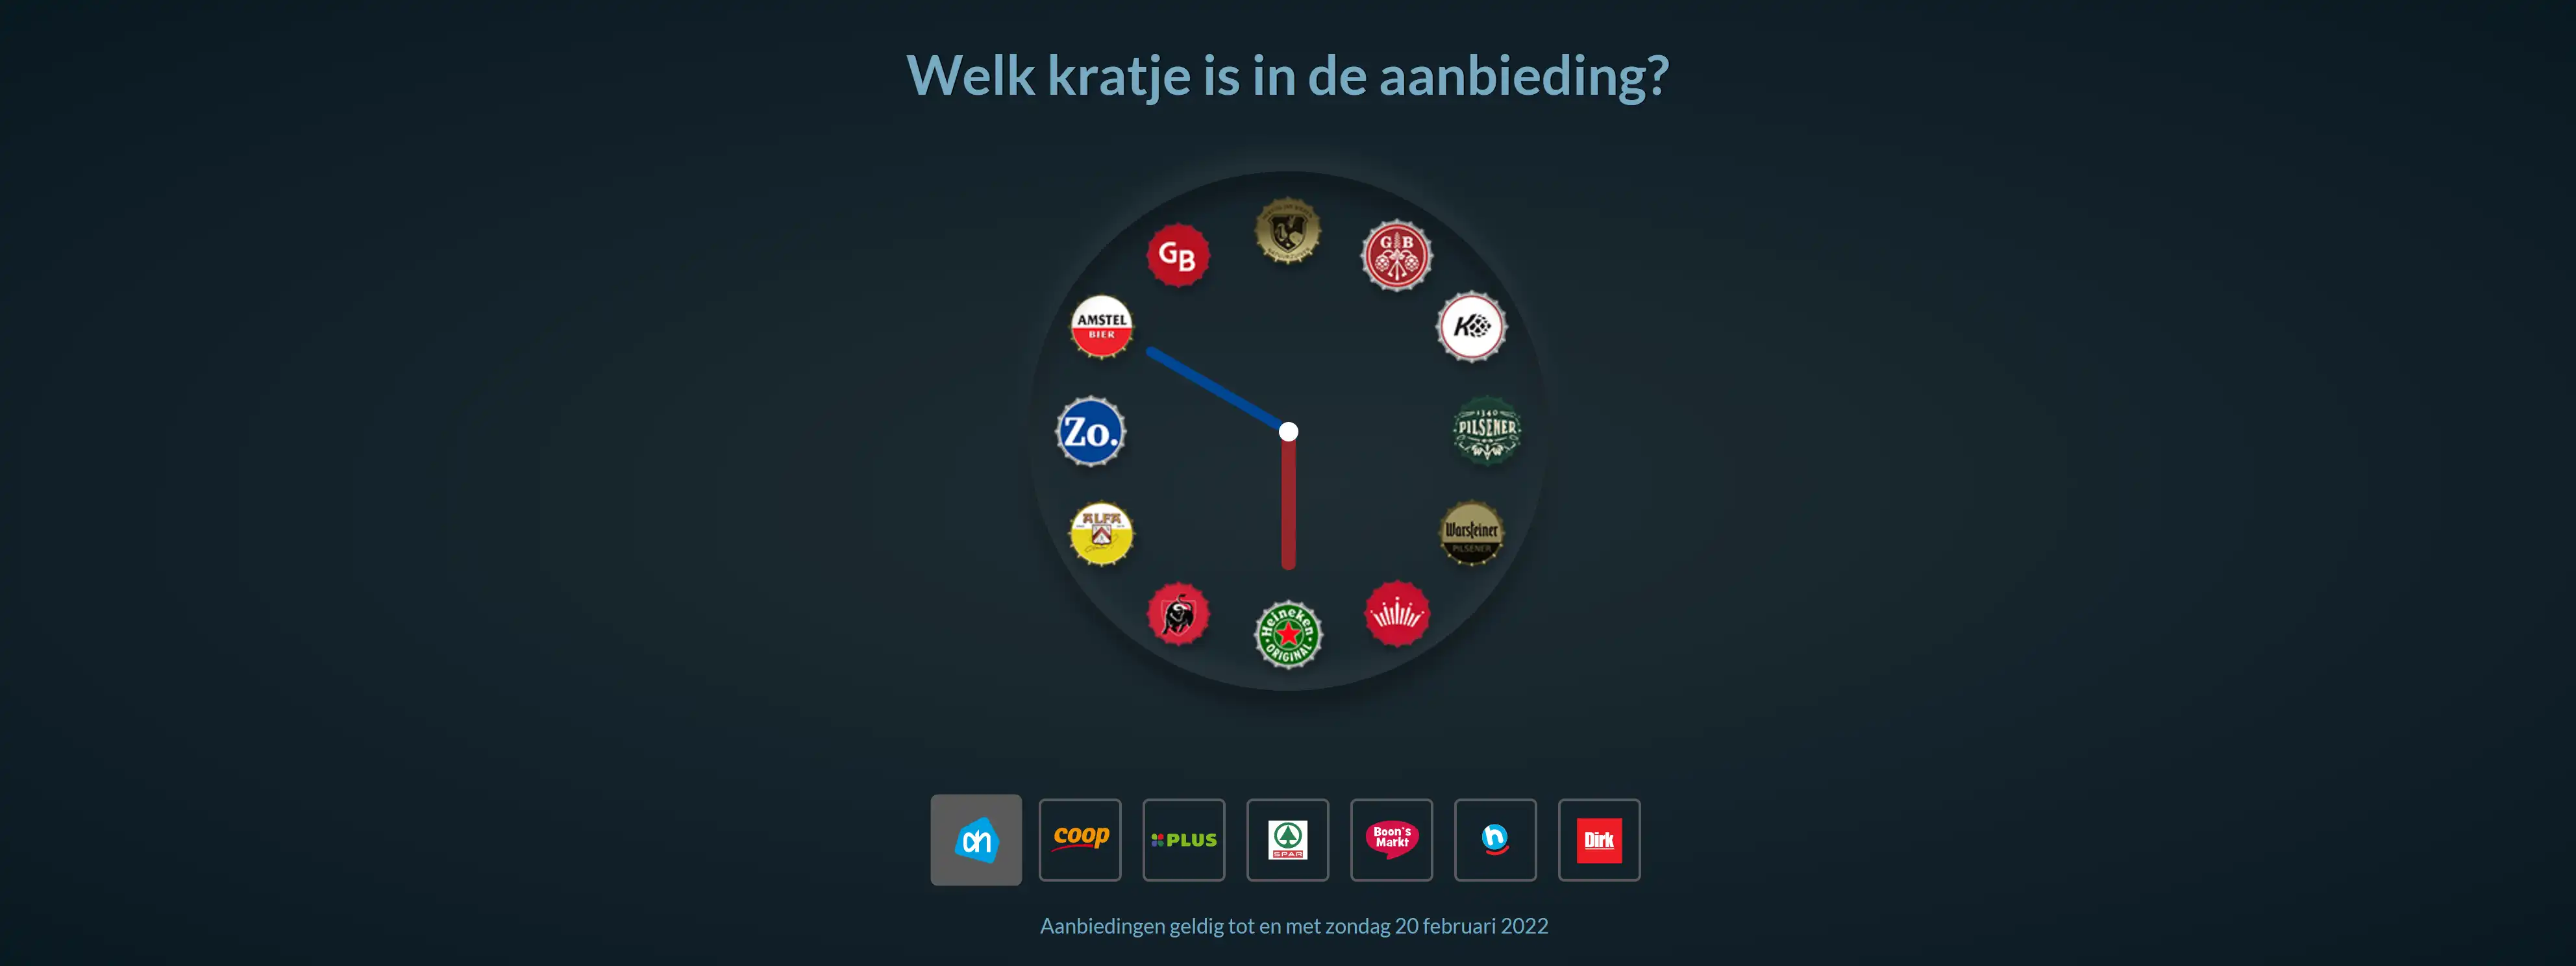 Welk kratje is in de aanbieding?
GB
G B
AMSTEL
BIER
K
Zo.
1340
PILSENER
ALFA
Warsteiner
PILSENER
Heineken
ORIGINAL
ah
coop
PLUS
SPAR
Boon's
Markt
h
Dirk
Aanbiedingen geldig tot en met zondag 20 februari 2022